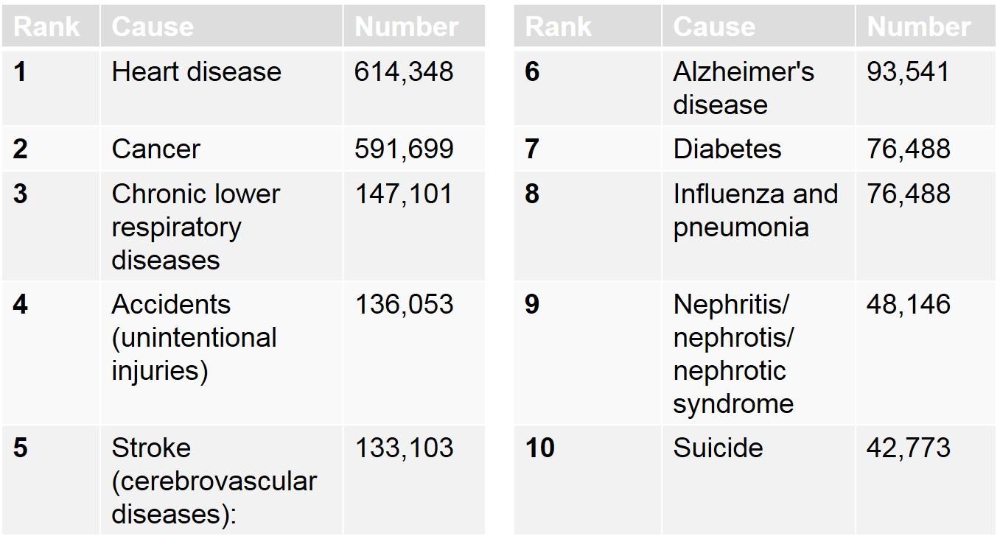 Rank Cause Number
1 Heart disease 614,348
2 Cancer 591,699
3 Chronic lower 147,101
respiratory
diseases
4 Accidents 136,053
(unintentional
injuries)
5 Stroke 133,103
(cerebrovascular
diseases):
Rank Cause Number
6 Alzheimer's 93,541
disease
7 Diabetes 76,488
8 Influenza and 76,488
pneumonia
9 Nephritis/ 48,146
nephrotis/
nephrotic
syndrome
10 Suicide 42,773